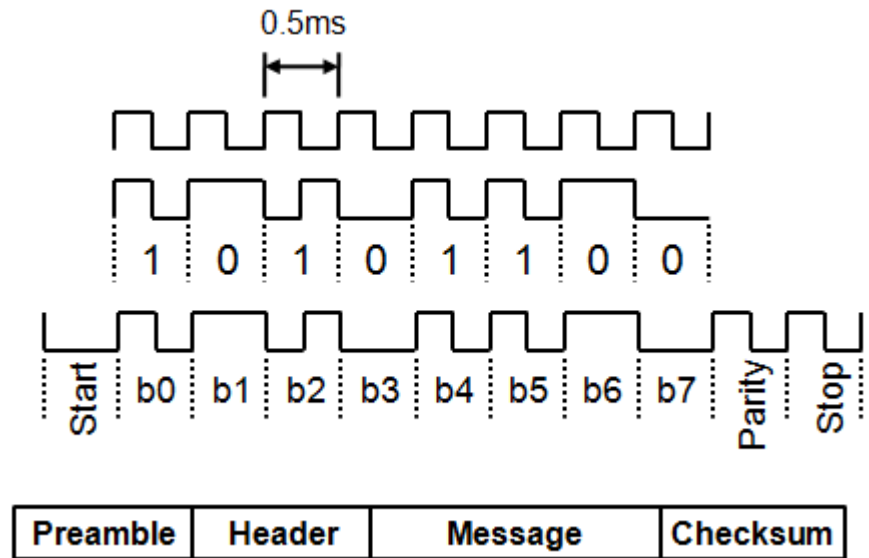 0.5ms
1 0 1 0 1 1 0 0
Start b0 b1 b2 b3 b4 b5 b6 b7 Parity Stop
Preamble Header Message Checksum